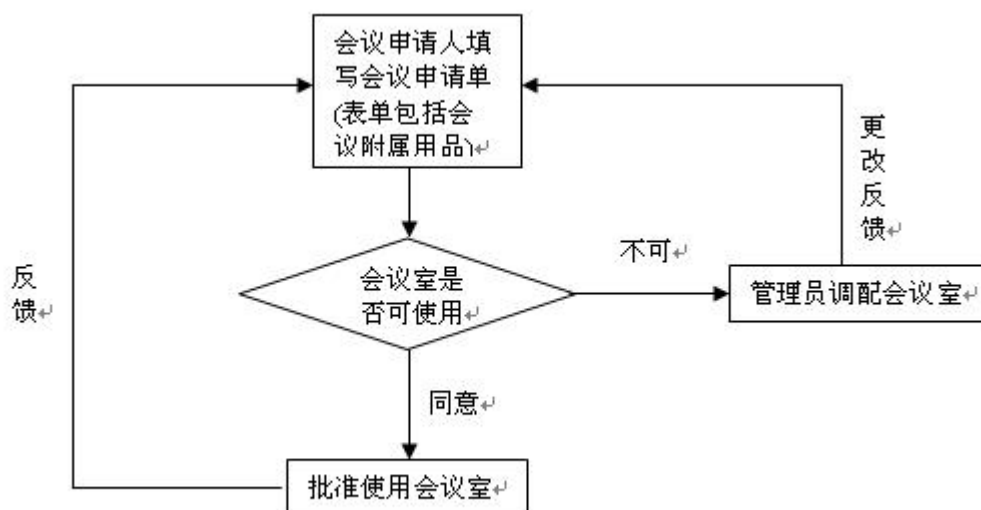 会议申请人填
写会议申请单
(表单包括会
议附属用品)↵
更
改
反
馈↵
不可↵
反
馈↵
会议室是
否可使用↵
管理员调配会议室↵
同意↵
批准使用会议室↵